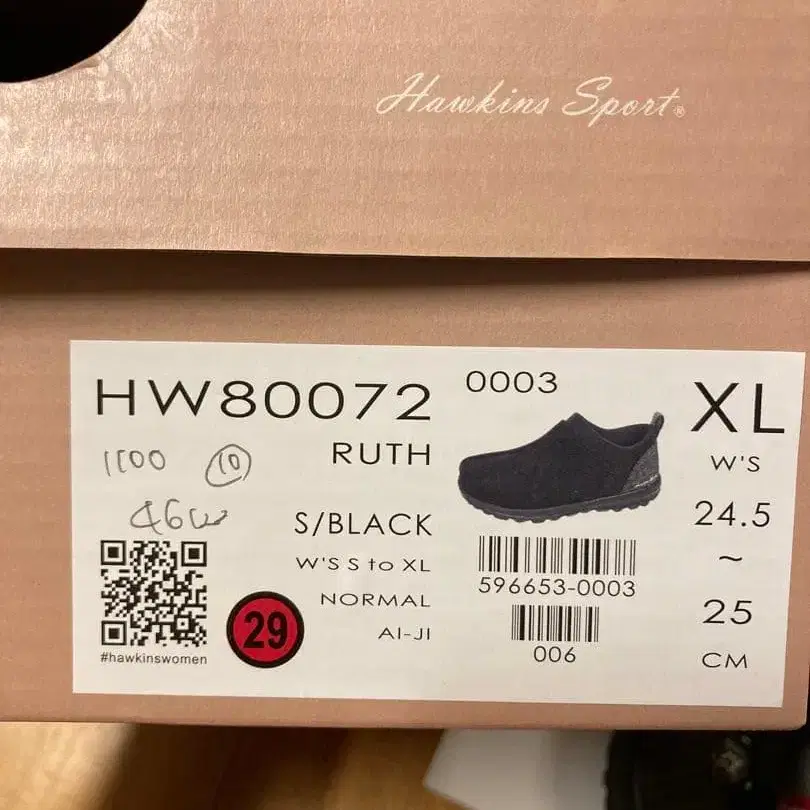 Hawkins Sport®
HW80072
0003
XL
RUTH
W'S
1100 10
S/BLACK
24.5
~
25
CM
W'S S to XL
NORMAL
AI-JI
596653-0003
006
29
#hawkinswomen